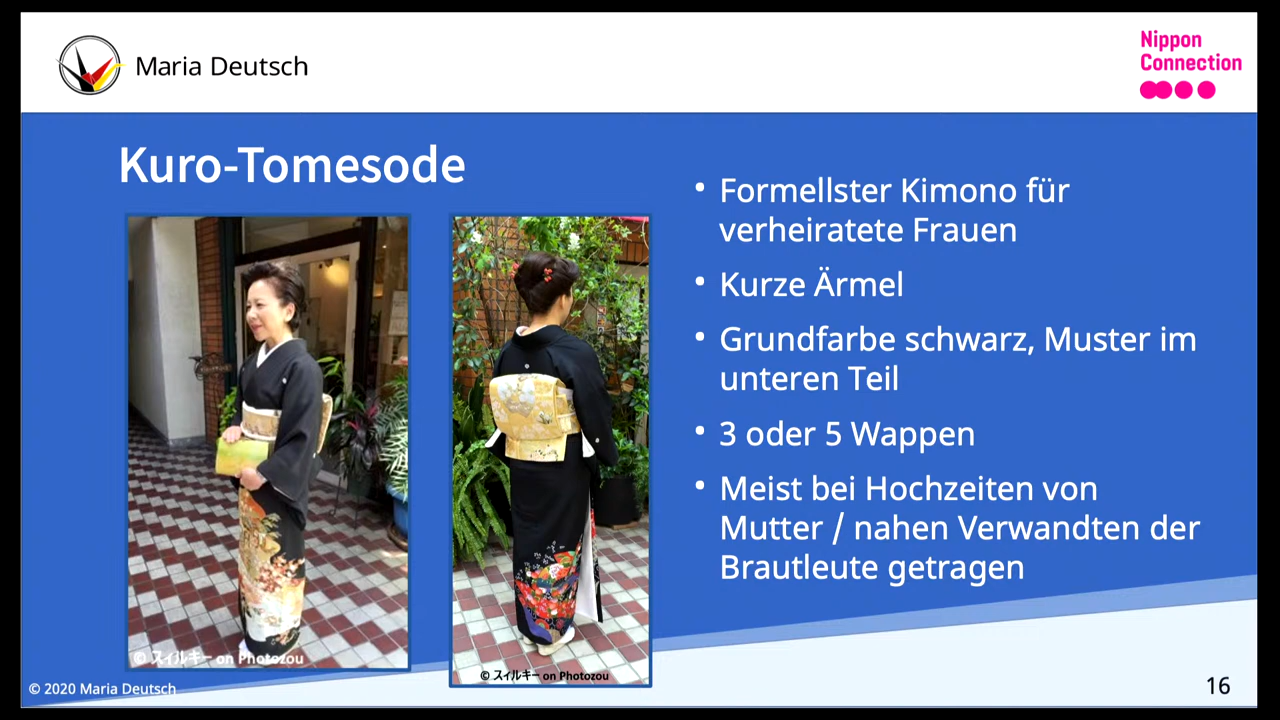 Maria Deutsch
Nippon
Connection
Kuro-Tomesode
• Formellster Kimono für
verheiratete Frauen
• Kurze Ärmel
• Grundfarbe schwarz, Muster im
unteren Teil
• 3 oder 5 Wappen
• Meist bei Hochzeiten von
Mutter / nahen Verwandten der
Brautleute getragen
© スィルキー on Photozou
© スィルキー on Photozou
© 2020 Maria Deutsch
16